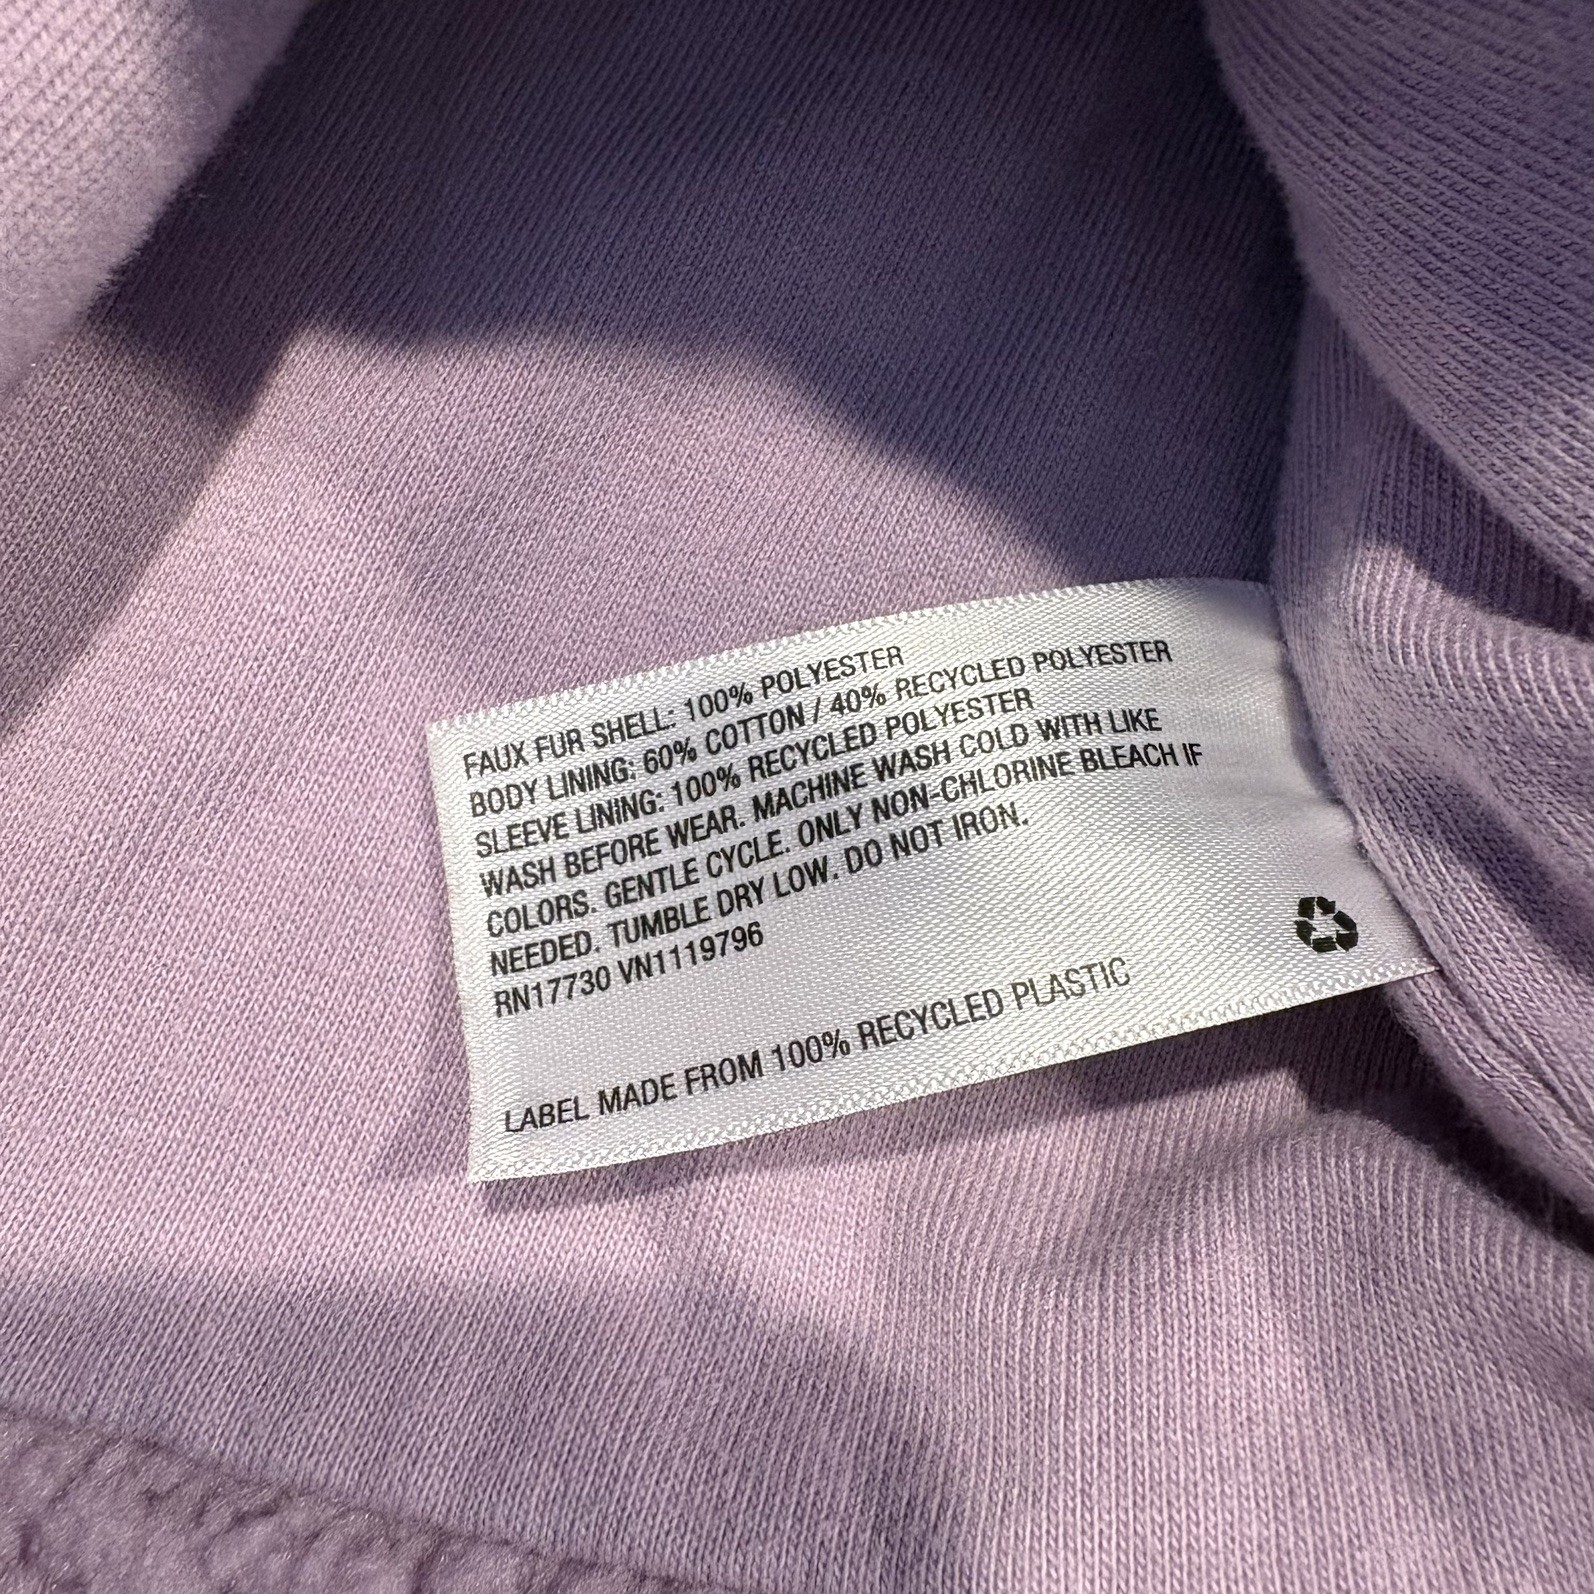 FAUX FUR SHELL: 100% POLYESTER
BODY LINING: 60% COTTON / 40% RECYCLED POLYESTER
SLEEVE LINING: 100% RECYCLED POLYESTER
WASH BEFORE WEAR. MACHINE WASH COLD WITH LIKE
COLORS. GENTLE CYCLE. ONLY NON-CHLORINE BLEACH IF
NEEDED. TUMBLE DRY LOW. DO NOT IRON.
RN17730 VN1119796
LABEL MADE FROM 100% RECYCLED PLASTIC